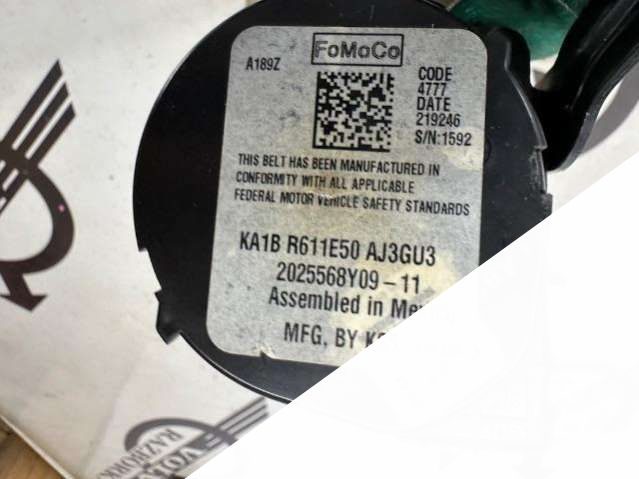 FoMoCo
A189Z
CODE
4777
DATE
219246
S/N:1592
THIS BELT HAS BEEN MANUFACTURED IN
CONFORMITY WITH ALL APPLICABLE
FEDERAL MOTOR VEHICLE SAFETY STANDARDS
KA1B R611E50 AJ3GU3
2025568Y09-11
Assembled in
MFG, BY
RAZBORKA